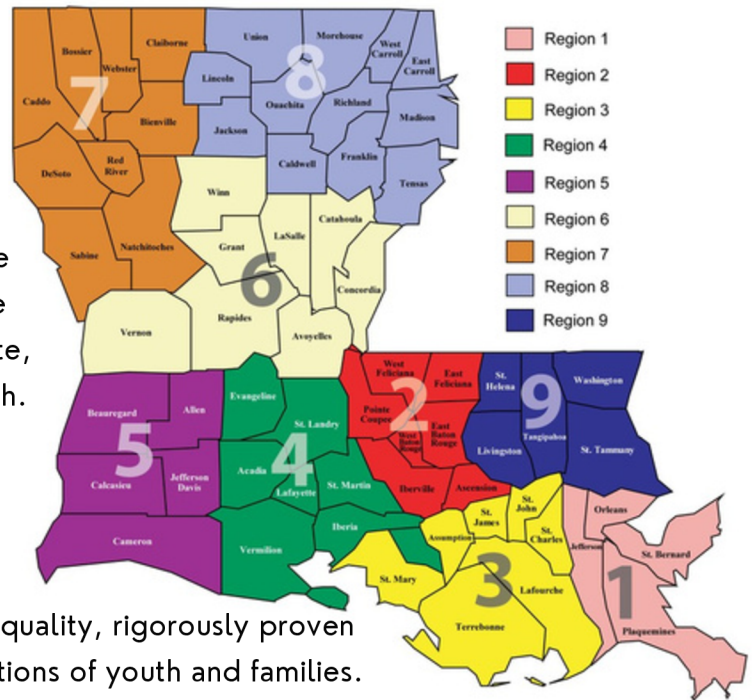 Union
Morehouse
West
Carroll
East
Carroll
Claiborne
Bossier
Webster
Caddo
7
8
Lincoln
Ouachita
Richland
Madison
Bienville
Jackson
DeSoto
Red
River
Caldwell
Franklin
Tensas
Winn
Catahoula
Sabine
Natchitoches
Grant
LaSalle
6
Concordia
Vernon
Rapides
Avoyelles
Region 1
Region 2
Region 3
Region 4
Region 5
Region 6
Region 7
Region 8
Region 9
e
e
te,
h.
West
Feliciana
East
Feliciana
St.
Helena
Washington
2
9
Beauregard
Allen
Evangeline
St. Landry
Pointe
Coupee
West
Baton
Rouge
East
Baton
Rouge
Tangipahoa
Livingston
St. Tammany
5
4
Calcasieu
Jefferson
Davis
Acadia
Lafayette
St. Martin
Iberville
Ascension
Cameron
Vermilion
Iberia
Assumption
St.
James
St.
John
St.
Charles
Jefferson
Orleans
St. Bernard
St. Mary
3
Lafourche
Terrebonne
1
Plaquemines
quality, rigorously proven
tions of youth and families.